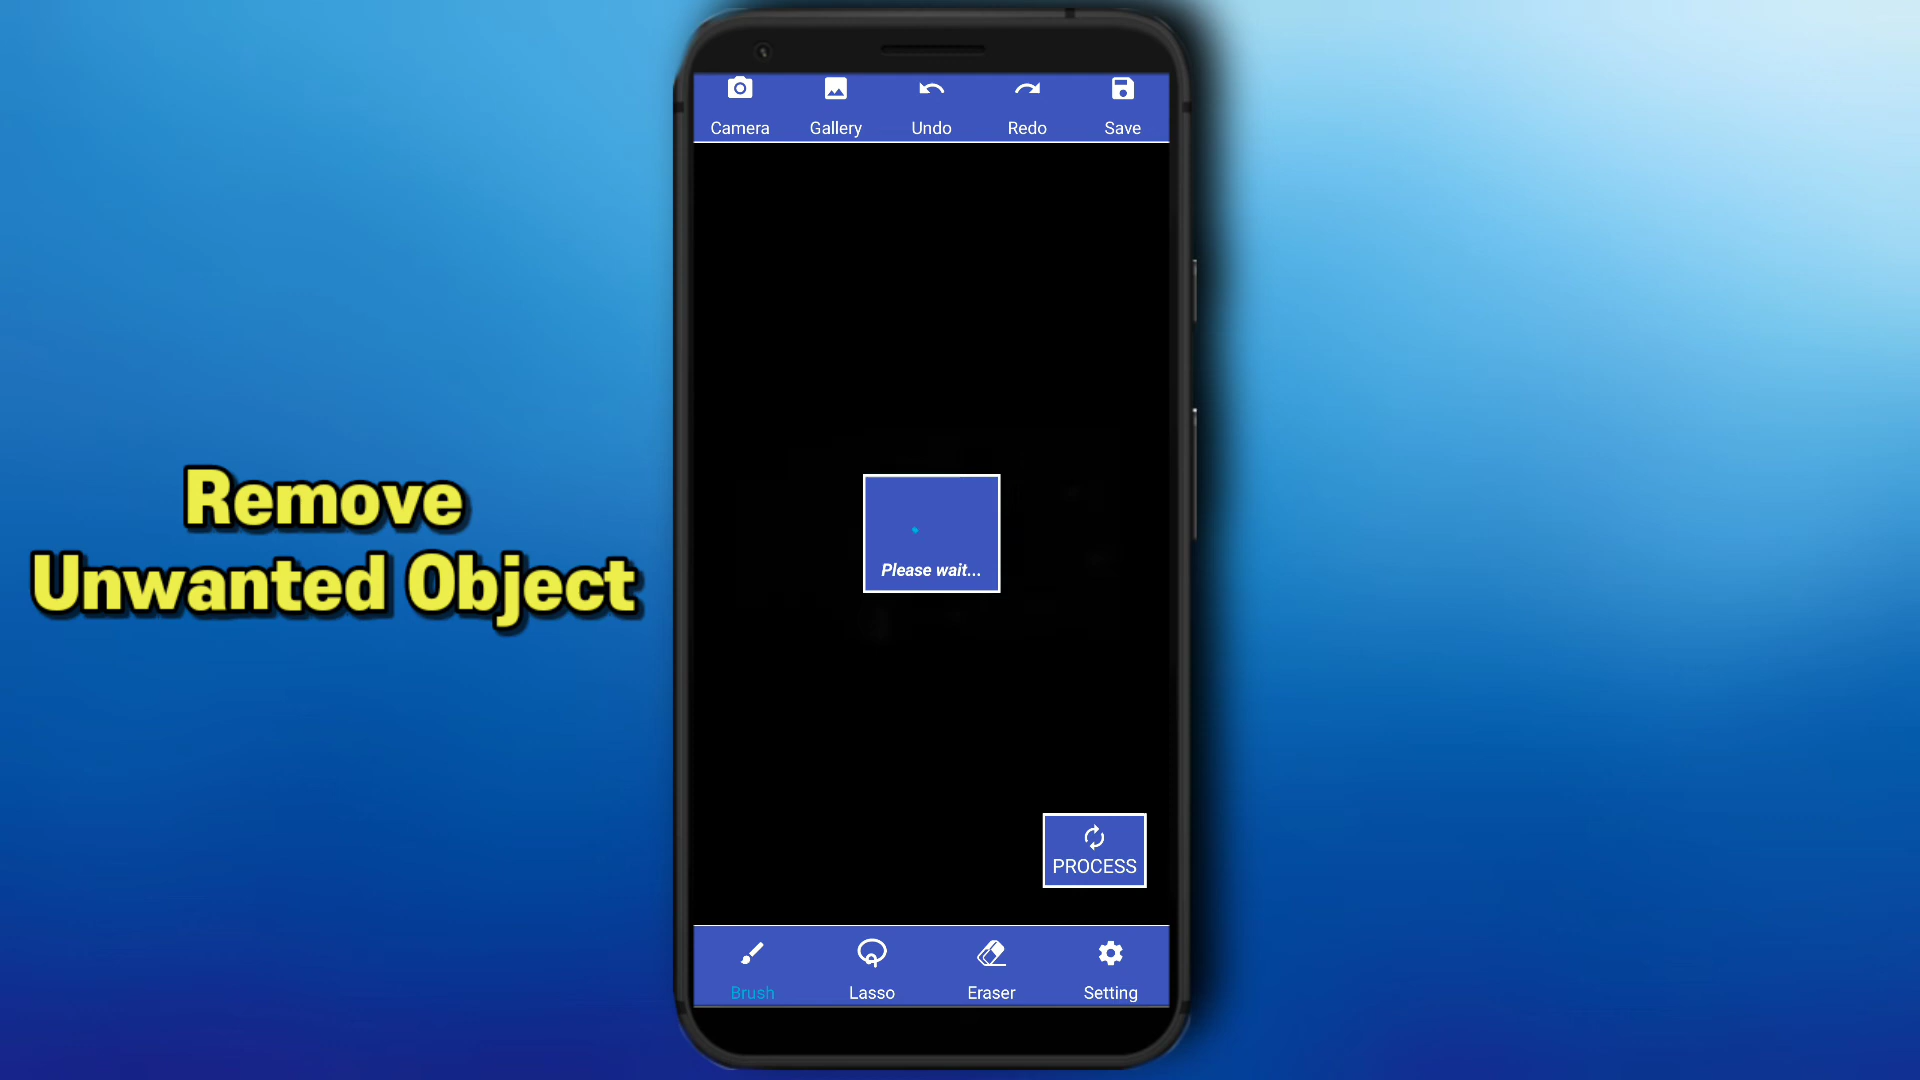 Camera Gallery Undo Redo Save
Remove
Unwanted Object
Please wait...
PROCESS
Brush Lasso Eraser Setting